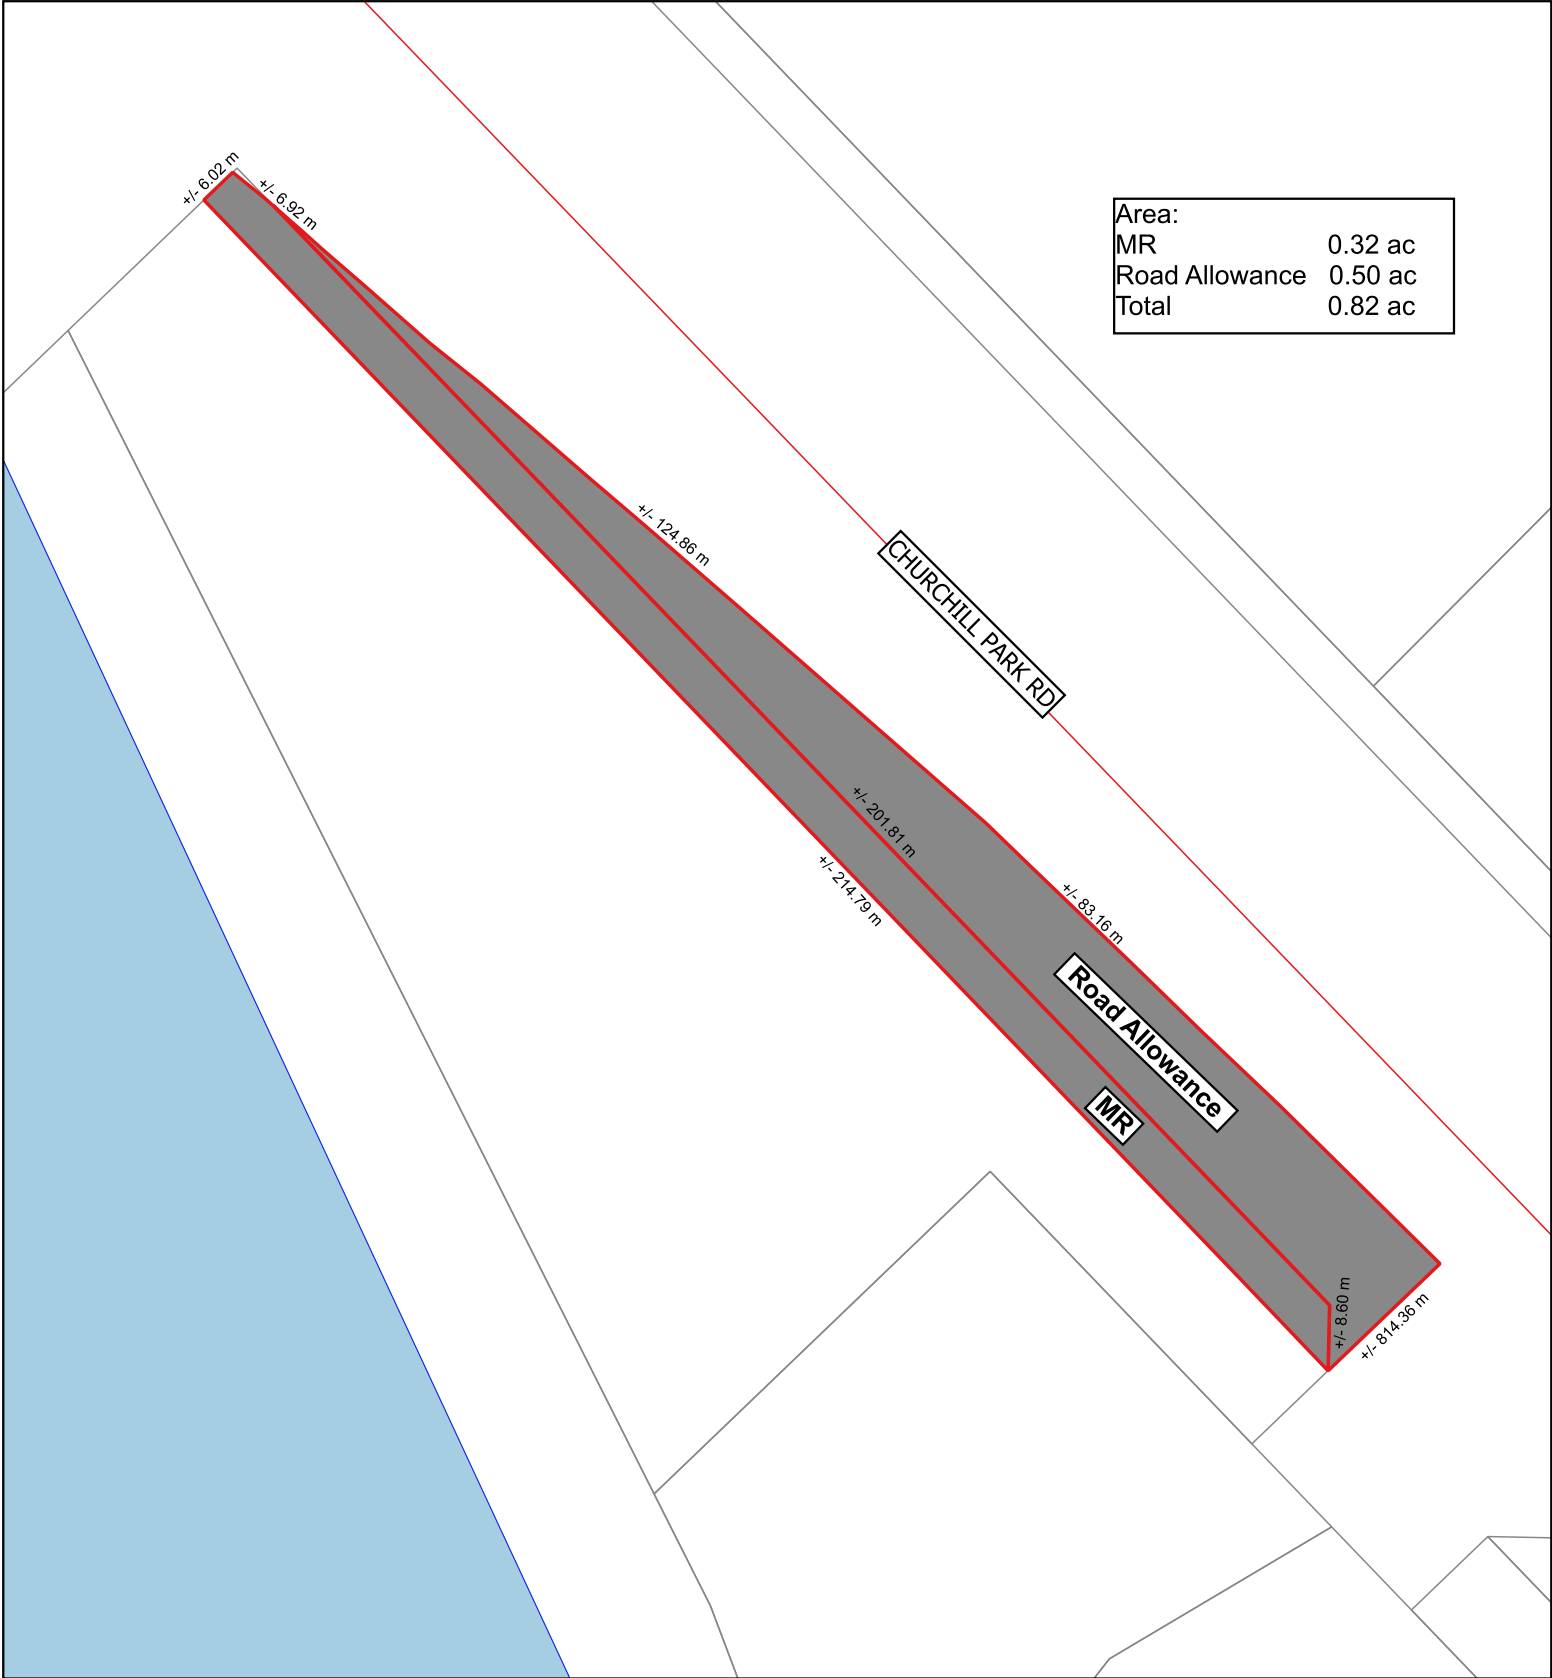 +/- 6.02 m
+/- 6.92 m
Area:
MR 0.32 ac
Road Allowance 0.50 ac
Total 0.82 ac
+/- 124.86 m
CHURCHILL PARK RD
+/- 201.81 m
+/- 214.79 m
+/- 83.16 m
Road Allowance
MR
+/- 8.60 m
+/- 814.36 m